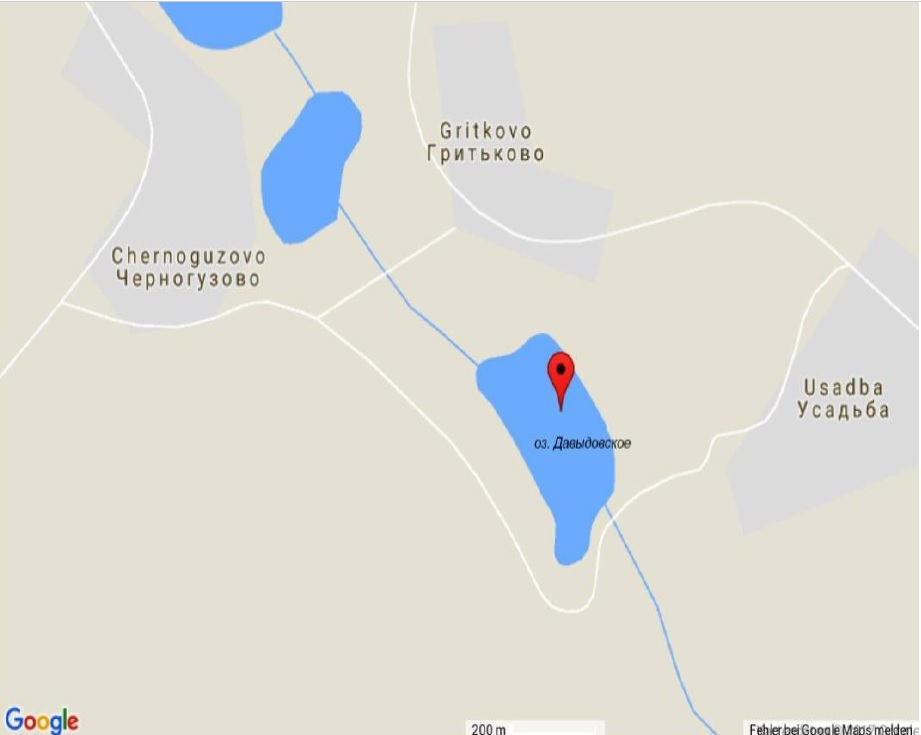 Gritkovo
Гритьково
Chernoguzovo
Черногузово
Usadba
Усадьба
оз. Давыдовское
Google
200 m
Fehler bei Google Maps melden